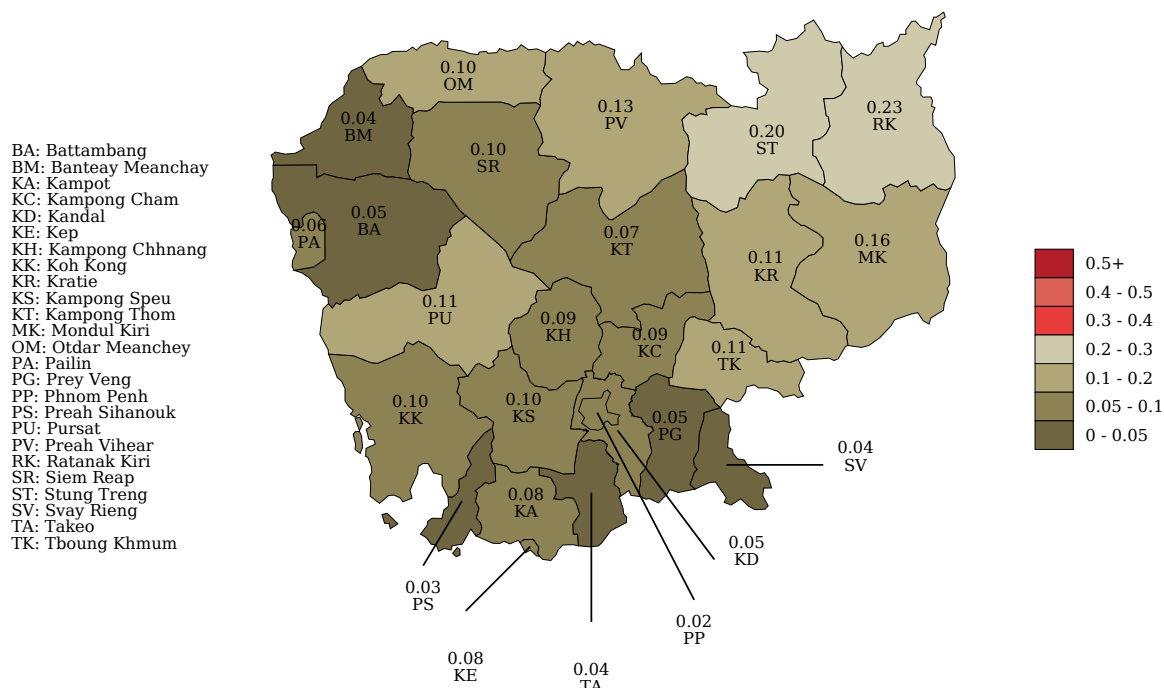 BA: Battambang
BM: Banteay Meanchay
KA: Kampot
KC: Kampong Cham
KD: Kandal
KE: Kep
KH: Kampong Chhnang
KK: Koh Kong
KR: Kratie
KS: Kampong Speu
KT: Kampong Thom
MK: Mondul Kiri
OM: Otdar Meanchey
PA: Pailin
PG: Prey Veng
PP: Phnom Penh
PS: Preah Sihanouk
PU: Pursat
PV: Preah Vihear
RK: Ratanak Kiri
SR: Siem Reap
ST: Stung Treng
SV: Svay Rieng
TA: Takeo
TK: Tboung Khmum
0.10
OM
0.04
BM
0.10
SR
0.13
PV
0.20
ST
0.23
RK
0.06
PA
0.05
BA
0.07
KT
0.11
KR
0.16
MK
0.11
PU
0.09
KH
0.09
KC
0.11
TK
0.10
KK
0.10
KS
0.05
PG
0.04
SV
0.08
KA
0.05
KD
0.03
PS
0.02
PP
0.08
KE
0.04
TA
0.5+
0.4 - 0.5
0.3 - 0.4
0.2 - 0.3
0.1 - 0.2
0.05 - 0.1
0 - 0.05